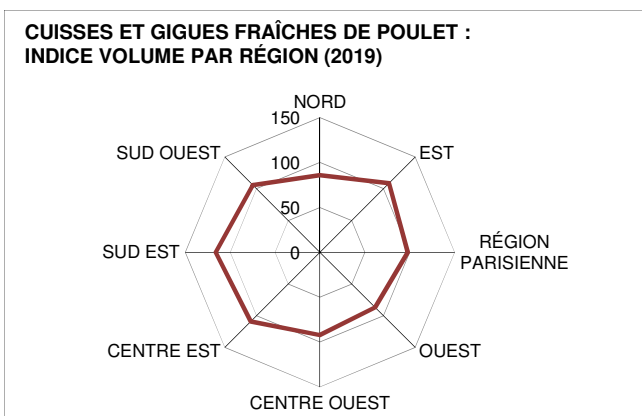 CUISSES ET GIGUES FRAÎCHES DE POULET :
INDICE VOLUME PAR RÉGION (2019)
NORD
150
SUD OUEST
EST
100
50
SUD EST
0
RÉGION
PARISIENNE
CENTRE EST
OUEST
CENTRE OUEST